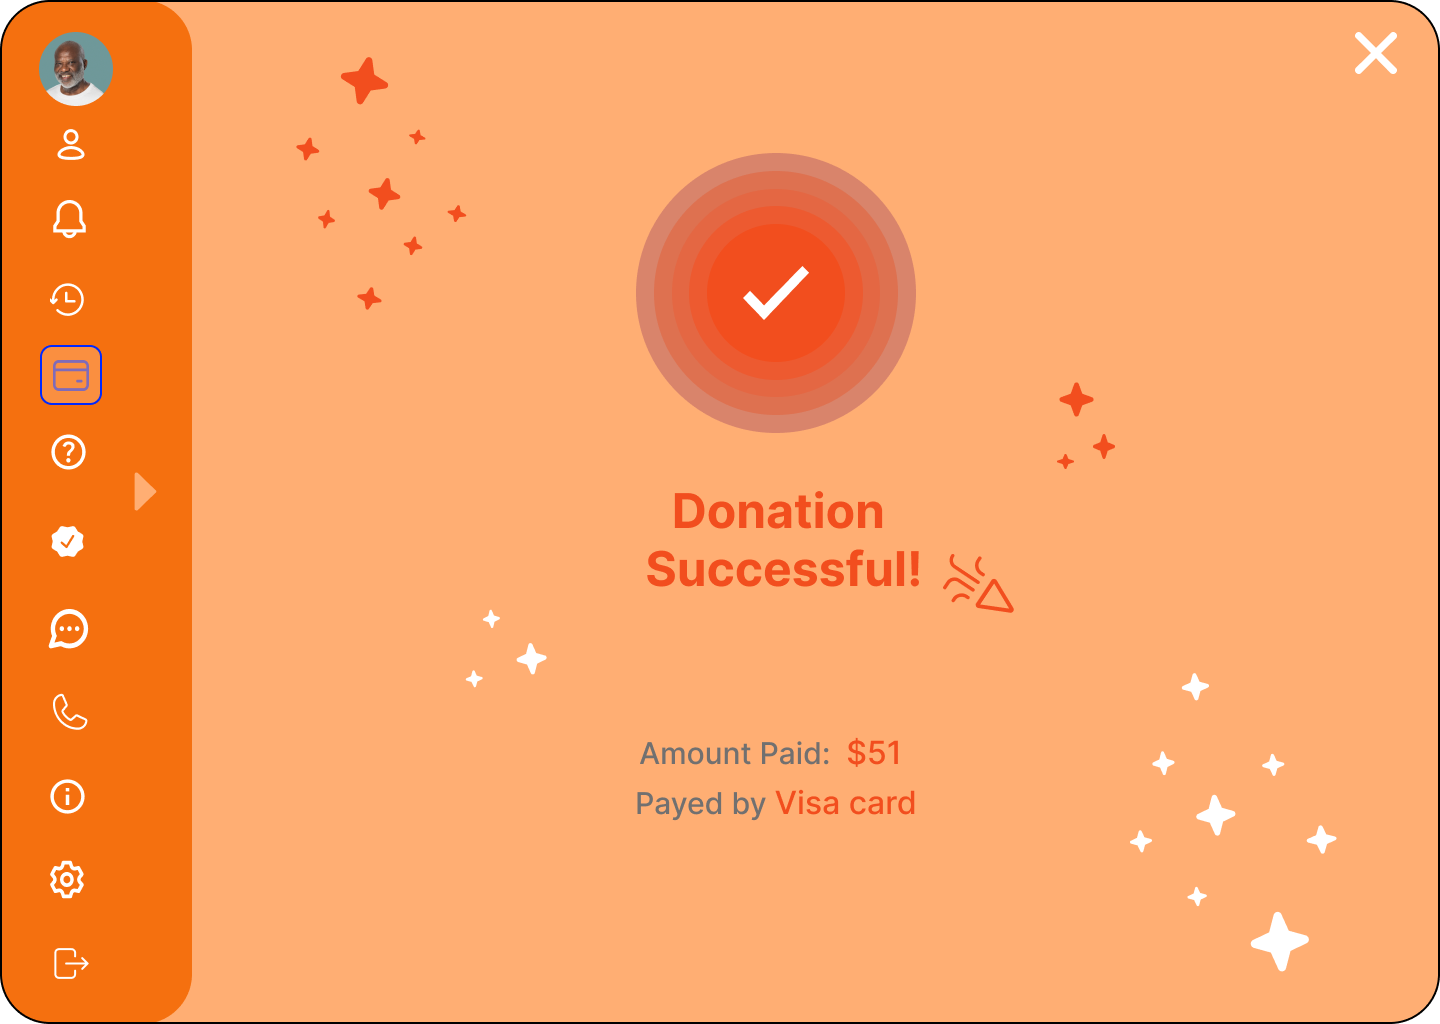 Donation
Successful!
Amount Paid: $51
Payed by Visa card